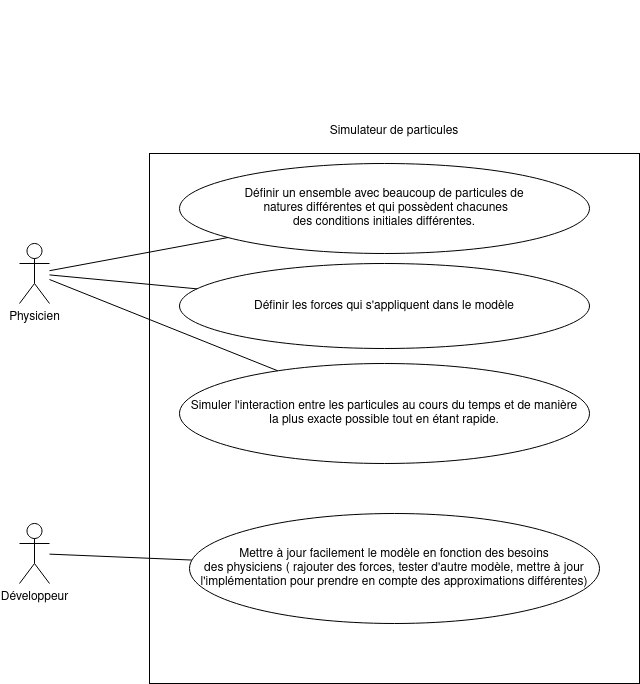 Simulateur de particules
Définir un ensemble avec beaucoup de particules de
natures différentes et qui possèdent chacunes
des conditions initiales différentes.
Définir les forces qui s'appliquent dans le modèle
Physicien
Simuler l'interaction entre les particules au cours du temps et de manière
la plus exacte possible tout en étant rapide.
Mettre à jour facilement le modèle en fonction des besoins
des physiciens ( rajouter des forces, tester d'autre modèle, mettre à jour
l'implémentation pour prendre en compte des approximations différentes)
Développeur